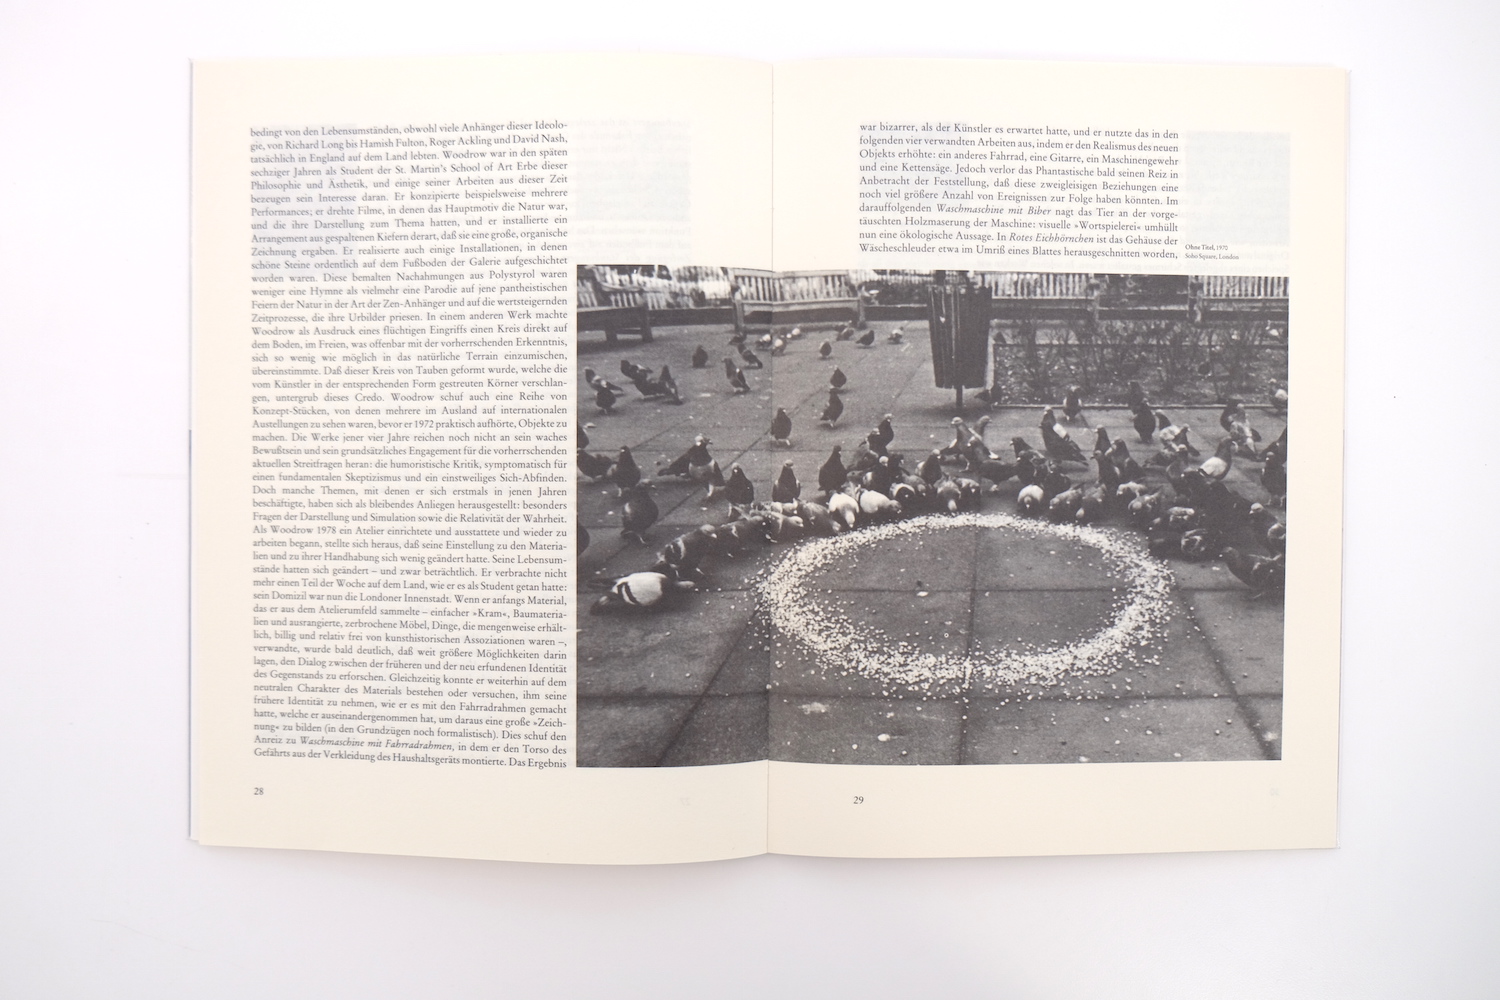 bedingt von den Lebensumständen, obwohl viele Anhänger dieser Ideolo-
gie, von Richard Long bis Hamish Fulton, Roger Ackling und David Nash,
tatsächlich in England auf dem Land lebten. Woodrow war in den späten
sechziger Jahren als Student der St. Martin's School of Art Erbe dieser
Philosophie und Ästhetik, und einige seiner Arbeiten aus dieser Zeit
bezeugen sein Interesse daran. Er konzipierte beispielsweise mehrere
Performances; er drehte Filme, in denen das Hauptmotiv die Natur war,
und die ihre Darstellung zum Thema hatten, und er installierte ein
Arrangement aus gespaltenen Kiefern derart, daß sie eine große, organische
Zeichnung ergaben. Er realisierte auch einige Installationen, in denen
schöne Steine ordentlich auf dem Fußboden der Galerie aufgeschichtet
worden waren. Diese bemalten Nachahmungen aus Polystyrol waren
weniger eine Hymne als vielmehr eine Parodie auf jene pantheistischen
Feiern der Natur in der Art der Zen-Anhänger und auf die wertsteigernden
Zeitprozesse, die ihre Urbilder priesen. In einem anderen Werk machte
Woodrow als Ausdruck eines flüchtigen Eingriffs einen Kreis direkt auf
dem Boden, im Freien, was offenbar mit der vorherrschenden Erkenntnis,
sich so wenig wie möglich in das natürliche Terrain einzumischen,
übereinstimmte. Daß dieser Kreis von Tauben geformt wurde, welche die
vom Künstler in der entsprechenden Form gestreuten Körner verschlan-
gen, untergrub dieses Credo. Woodrow schuf auch eine Reihe von
Konzept-Stücken, von denen mehrere im Ausland auf internationalen
Austellungen zu sehen waren, bevor er 1972 praktisch aufhörte, Objekte zu
machen. Die Werke jener vier Jahre reichen noch nicht an sein waches
Bewußtsein und sein grundsätzliches Engagement für die vorherrschenden
aktuellen Streitfragen heran: die humoristische Kritik, symptomatisch für
einen fundamentalen Skeptizismus und ein einstweiliges Sich-Abfinden.
Doch manche Themen, mit denen er sich erstmals in jenen Jahren
beschäftigte, haben sich als bleibendes Anliegen herausgestellt: besonders
Fragen der Darstellung und Simulation sowie die Relativität der Wahrheit.
Als Woodrow 1978 ein Atelier einrichtete und ausstattete und wieder zu
arbeiten begann, stellte sich heraus, daß seine Einstellung zu den Materia-
lien und zu ihrer Handhabung sich wenig geändert hatte. Seine Lebensum-
stände hatten sich geändert – und zwar beträchtlich. Er verbrachte nicht
mehr einen Teil der Woche auf dem Land, wie er es als Student getan hatte:
sein Domizil war nun die Londoner Innenstadt. Wenn er anfangs Material,
das er aus dem Atelierumfeld sammelte – einfacher »Kram«, Baumateria-
lien und ausrangierte, zerbrochene Möbel, Dinge, die mengenweise erhält-
lich, billig und relativ frei von kunsthistorischen Assoziationen waren –,
verwandte, wurde bald deutlich, daß weit größere Möglichkeiten darin
lagen, den Dialog zwischen der früheren und der neu erfundenen Identität
des Gegenstands zu erforschen. Gleichzeitig konnte er weiterhin auf dem
neutralen Charakter des Materials bestehen oder versuchen, ihm seine
frühere Identität zu nehmen, wie er es mit den Fahrradrahmen gemacht
hatte, welche er auseinandergenommen hat, um daraus eine große »Zeich-
nung« zu bilden (in den Grundzügen noch formalistisch). Dies schuf den
Anreiz zu Waschmaschine mit Fahrradrahmen, in dem er den Torso des
Gefährts aus der Verkleidung des Haushaltsgeräts montierte. Das Ergebnis
28
war bizarrer, als der Künstler es erwartet hatte, und er nutzte das in den
folgenden vier verwandten Arbeiten aus, indem er den Realismus des neuen
Objekts erhöhte: ein anderes Fahrrad, eine Gitarre, ein Maschinengewehr
und eine Kettensäge. Jedoch verlor das Phantastische bald seinen Reiz in
Anbetracht der Feststellung, daß diese zweigleisigen Beziehungen eine
noch viel größere Anzahl von Ereignissen zur Folge haben könnten. Im
darauffolgenden Waschmaschine mit Biber nagt das Tier an der vorge-
täuschten Holzmaserung der Maschine: visuelle »Wortspielerei« umhüllt
nun eine ökologische Aussage. In Rotes Eichhörnchen ist das Gehäuse der
Wäscheschleuder etwa im Umriß eines Blattes herausgeschnitten worden,
Ohne Titel, 1970
Soho Square, London
29